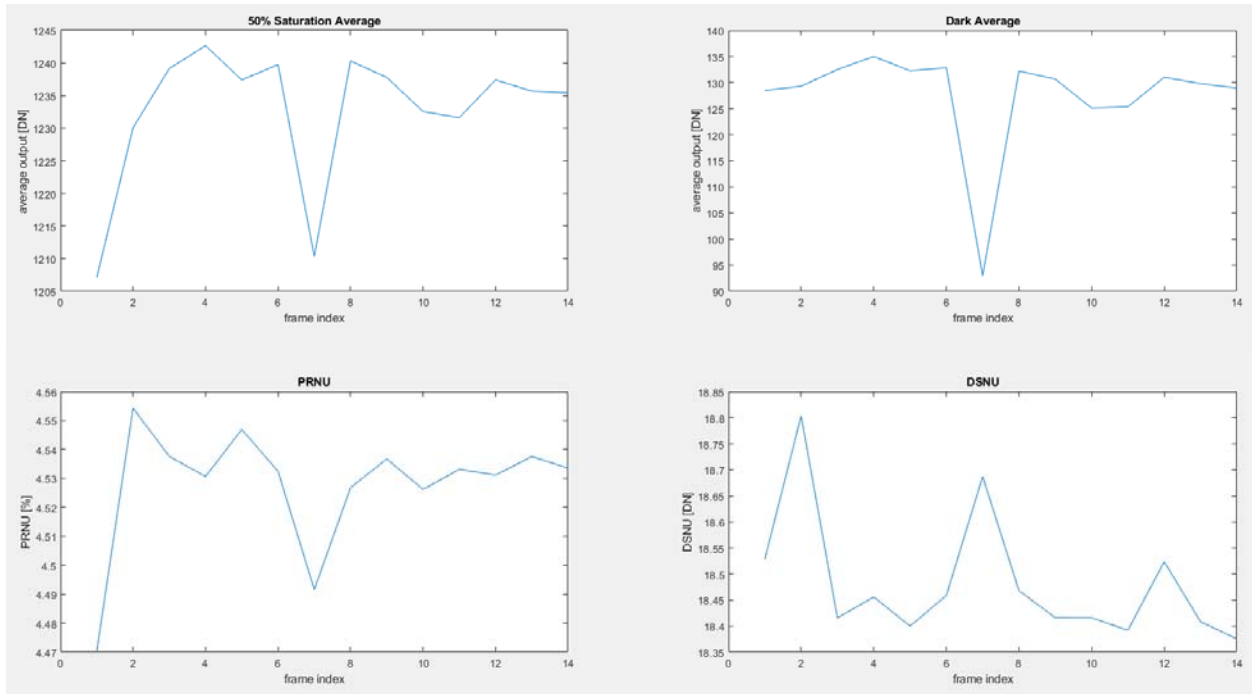 50% Saturation Average
1245
1240
1235
1230
1225
1220
1215
1210
1205
average output [DN]
0 2 4 6 8 10 12 14
frame index
Dark Average
140
135
130
125
120
115
110
105
100
95
90
average output [DN]
0 2 4 6 8 10 12 14
frame index
PRNU
4.56
4.55
4.54
4.53
4.52
4.51
4.5
4.49
4.48
4.47
PRNU [%]
0 2 4 6 8 10 12 14
frame index
DSNU
18.85
18.8
18.75
18.7
18.65
18.6
18.55
18.5
18.45
18.4
18.35
DSNU [DN]
0 2 4 6 8 10 12 14
frame index